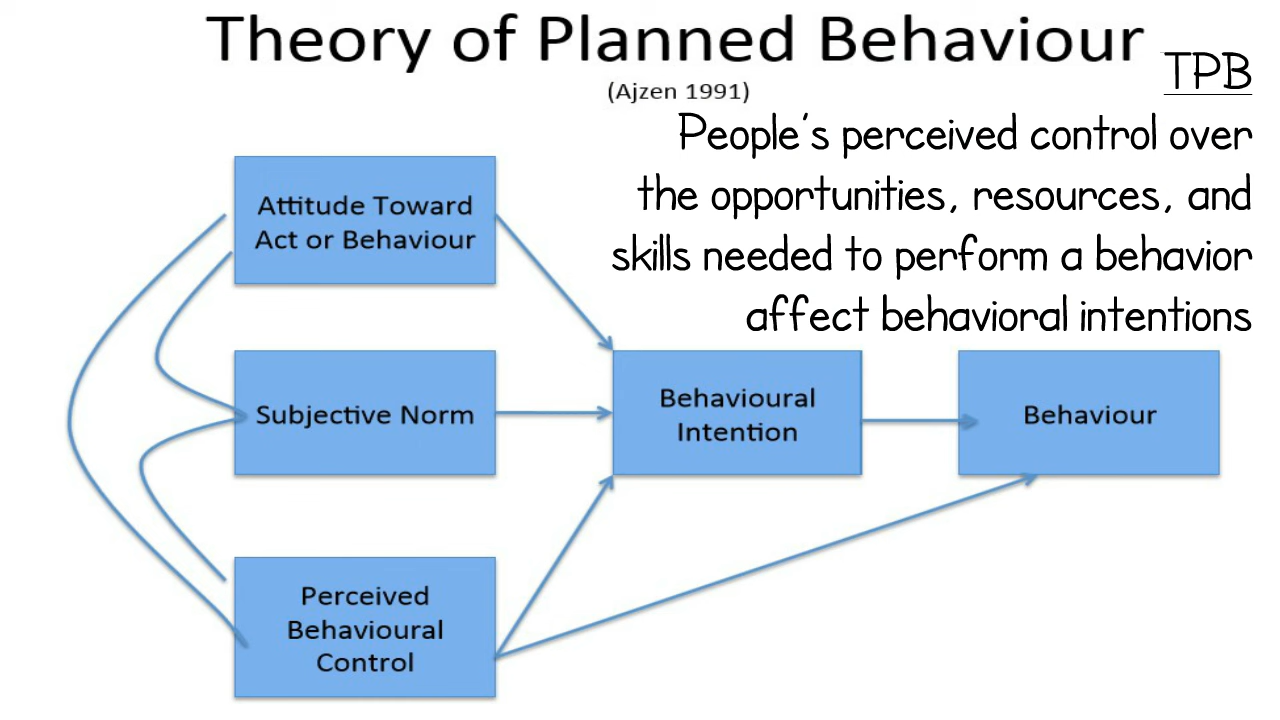 Theory of Planned Behaviour
(Ajzen 1991)
TPB
People's perceived control over
the opportunities, resources, and
skills needed to perform a behavior
affect behavioral intentions
Attitude Toward
Act or Behaviour
Subjective Norm
Perceived
Behavioural
Control
Behavioural
Intention
Behaviour